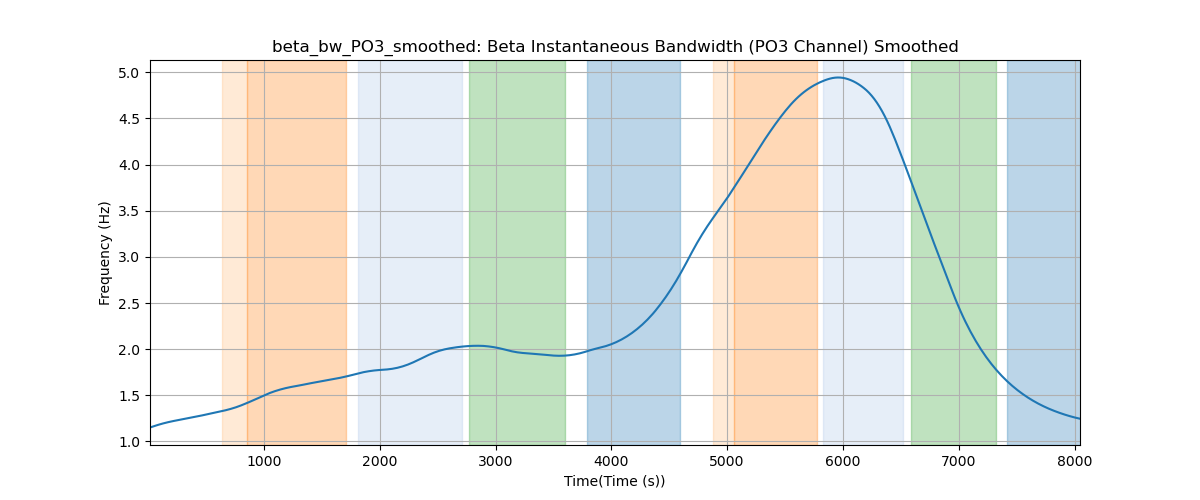 beta_bw_PO3_smoothed: Beta Instantaneous Bandwidth (PO3 Channel) Smoothed
Frequency (Hz)
5.0
4.5
4.0
3.5
3.0
2.5
2.0
1.5
1.0
1000 2000 3000 4000 5000 6000 7000 8000
Time(Time (s))